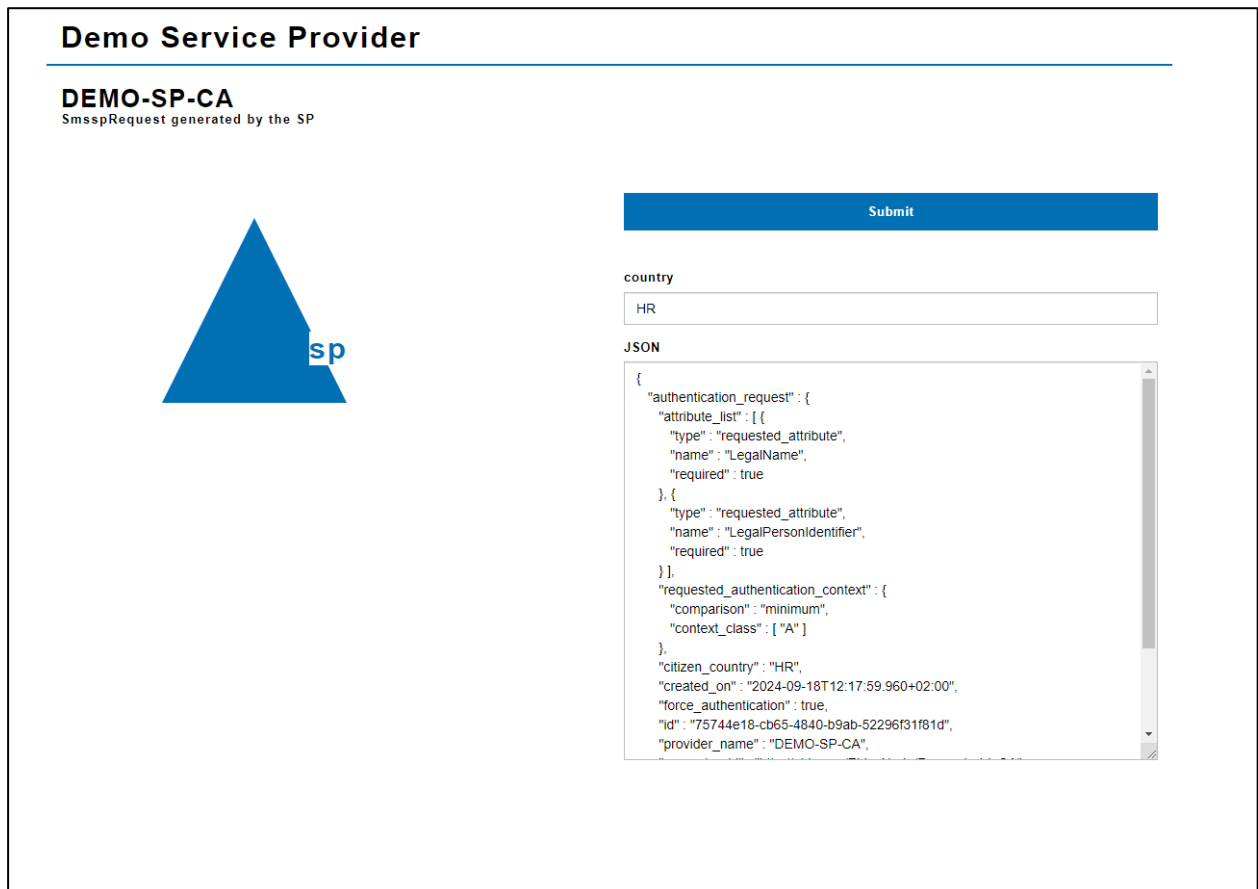 Demo Service Provider
DEMO-SP-CA
SmsspRequest generated by the SP
sp
Submit
country
HR
JSON
{
"authentication_request" : {
"attribute_list" : [ {
"type" : "requested_attribute",
"name" : "LegalName",
"required" : true
}, {
"type" : "requested_attribute",
"name" : "LegalPersonIdentifier",
"required" : true
} ],
"requested_authentication_context" : {
"comparison" : "minimum",
"context_class" : [ "A" ]
},
"citizen_country" : "HR",
"created_on" : "2024-09-18T12:17:59.960+02:00",
"force_authentication" : true,
"id" : "75744e18-cb65-4840-b9ab-52296f31f81d",
"provider_name" : "DEMO-SP-CA",